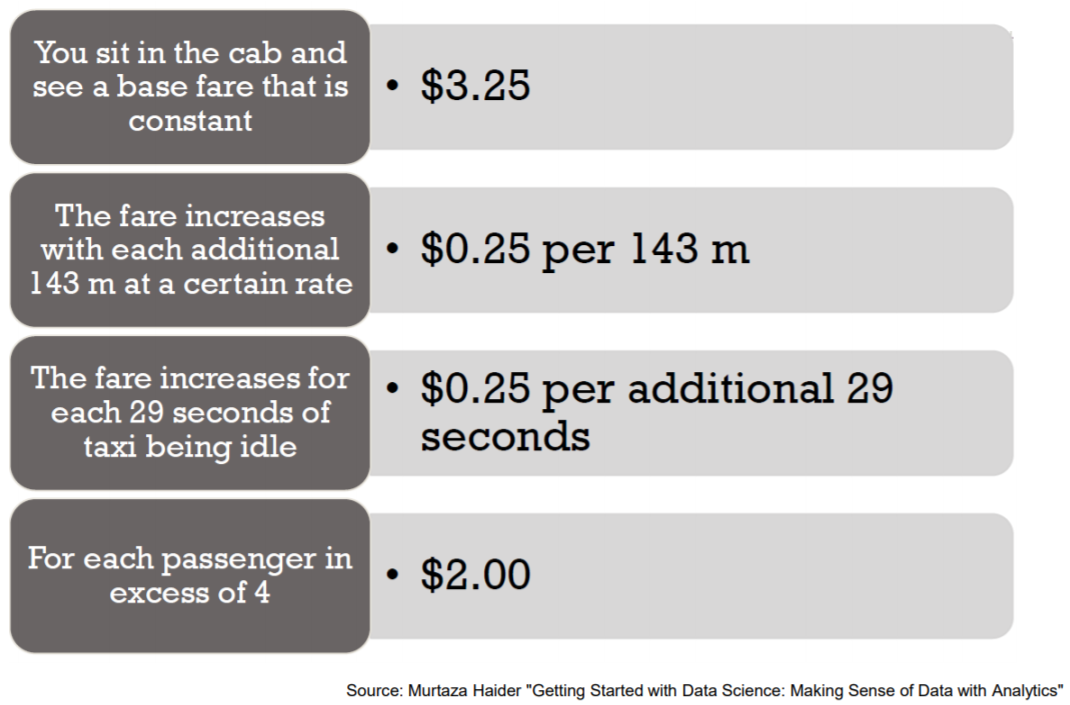 You sit in the cab and
see a base fare that is
constant
• $3.25
The fare increases
with each additional
143 m at a certain rate
• $0.25 per 143 m
The fare increases for
each 29 seconds of
taxi being idle
• $0.25 per additional 29
seconds
For each passenger in
excess of 4
• $2.00
Source: Murtaza Haider "Getting Started with Data Science: Making Sense of Data with Analytics"